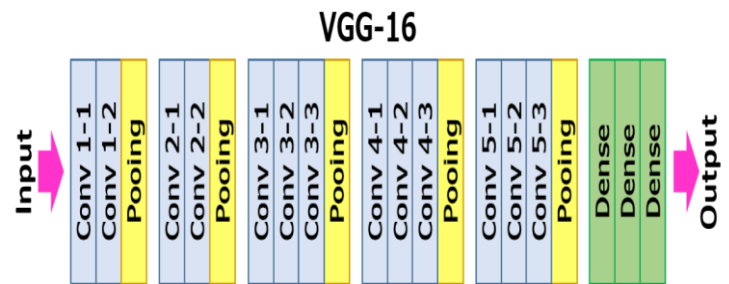 VGG-16
Input
Conv 1-1
Conv 1-2
Pooing
Conv 2-1
Conv 2-2
Pooing
Conv 3-1
Conv 3-2
Conv 3-3
Pooing
Conv 4-1
Conv 4-2
Conv 4-3
Pooing
Conv 5-1
Conv 5-2
Conv 5-3
Pooing
Dense
Dense
Dense
Output